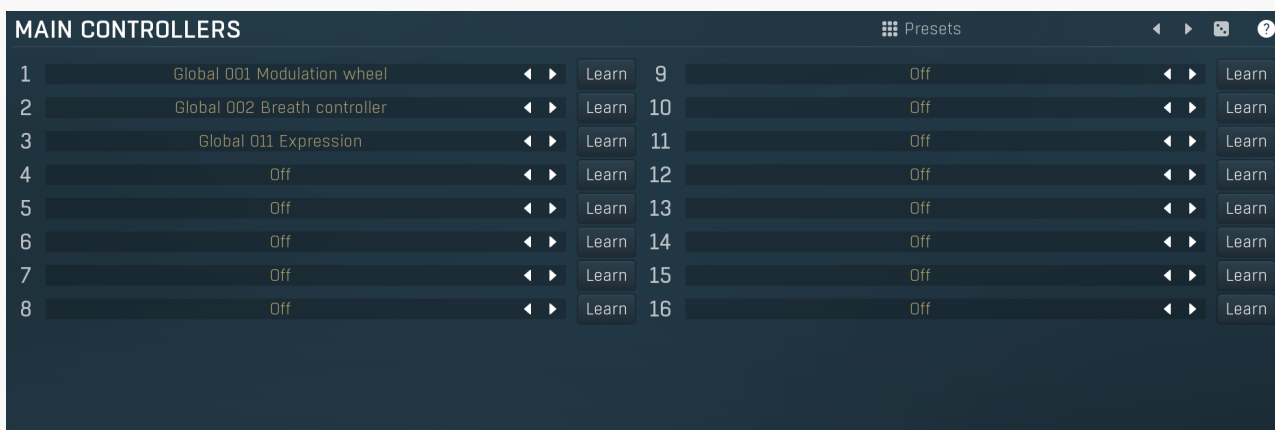 MAIN CONTROLLERS Presets ?
1 Global 001 Modulation wheel Learn 9 Off Learn
2 Global 002 Breath controller Learn 10 Off Learn
3 Global 011 Expression Learn 11 Off Learn
4 Off Learn 12 Off Learn
5 Off Learn 13 Off Learn
6 Off Learn 14 Off Learn
7 Off Learn 15 Off Learn
8 Off Learn 16 Off Learn